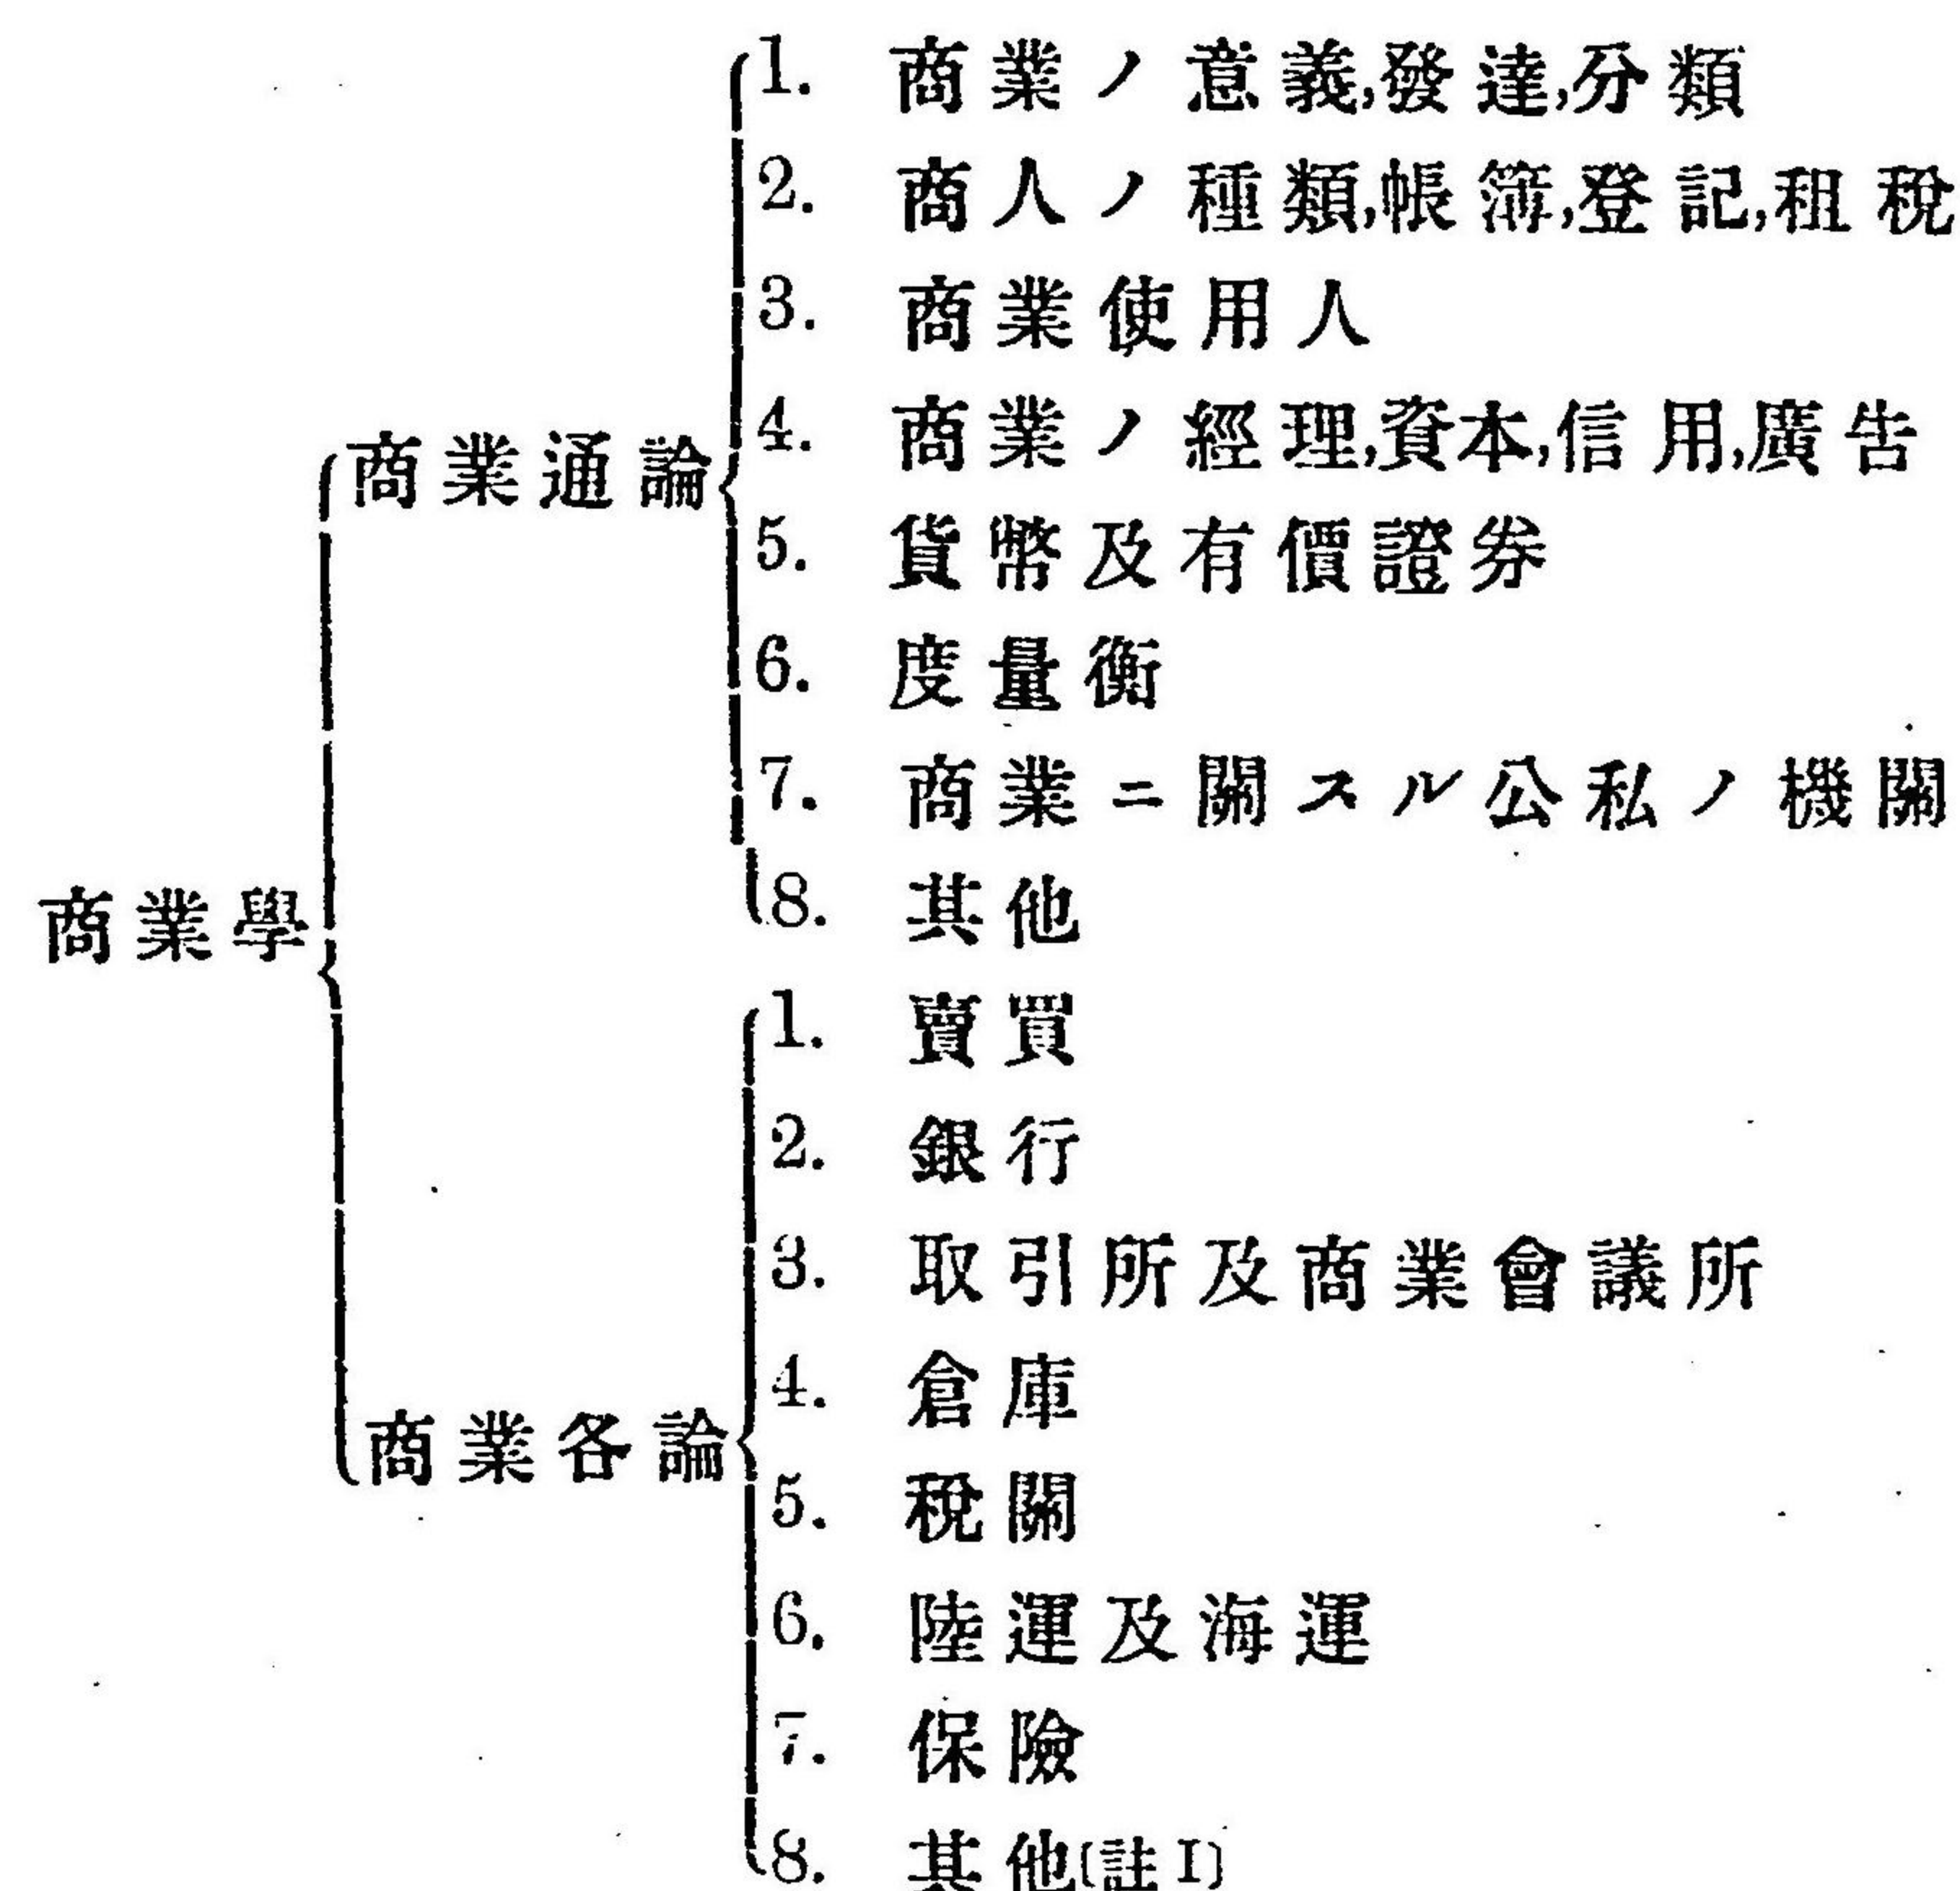 商業學
商業通論
1. 商業ノ意義,發達,分類
2. 商人ノ種類,帳簿,登記,租稅
3. 商業使用人
4. 商業ノ經理,資本,信用,廣告
5. 貨幣及有價證券
6. 度量衡
7. 商業ニ關スル公私ノ機關
8. 其他
商業各論
1. 賣買
2. 銀行
3. 取引所及商業會議所
4. 倉庫
5. 稅關
6. 陸運及海運
7. 保險
8. 其他〔註I〕